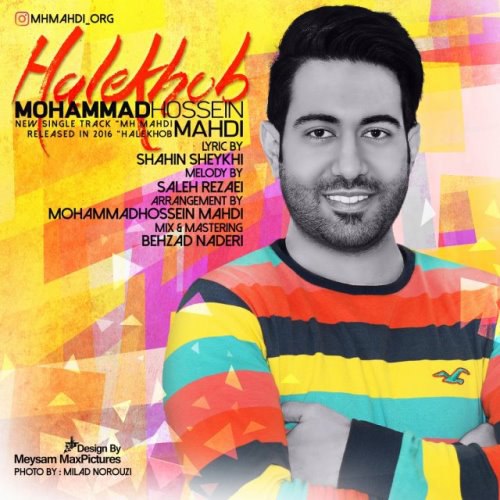 MHMAHDI_ORG
Halekhob
MOHAMMADHOSSEIN
NEW SINGLE TRACK "MH MAHDI
MAHDI
RELEASED IN 2016 "HALEKHOB
LYRIC BY
SHAHIN SHEYKHI
MELODY BY
SALEH REZAEI
ARRANGEMENT BY
MOHAMMADHOSSEIN MAHDI
MIX & MASTERING
BEHZAD NADERI
Design By
Meysam MaxPictures
PHOTO BY : MILAD NOROUZI